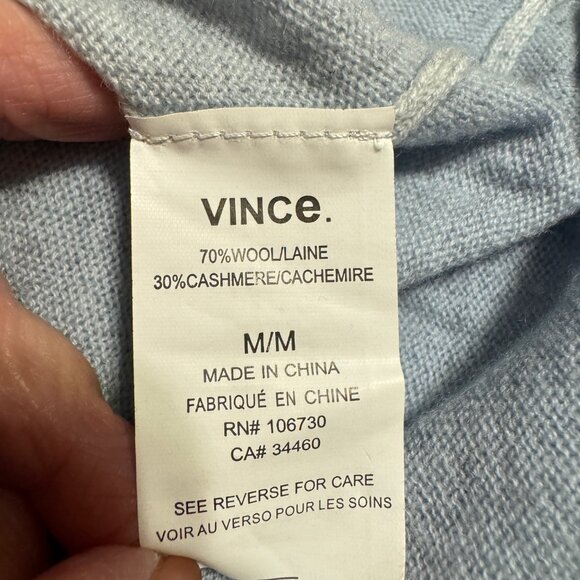 VINCe.
70%WOOL/LAINE
30%CASHMERE/CACHEMIRE
M/M
MADE IN CHINA
FABRIQUÉ EN CHINE
RN# 106730
CA# 34460
SEE REVERSE FOR CARE
VOIR AU VERSO POUR LES SOINS